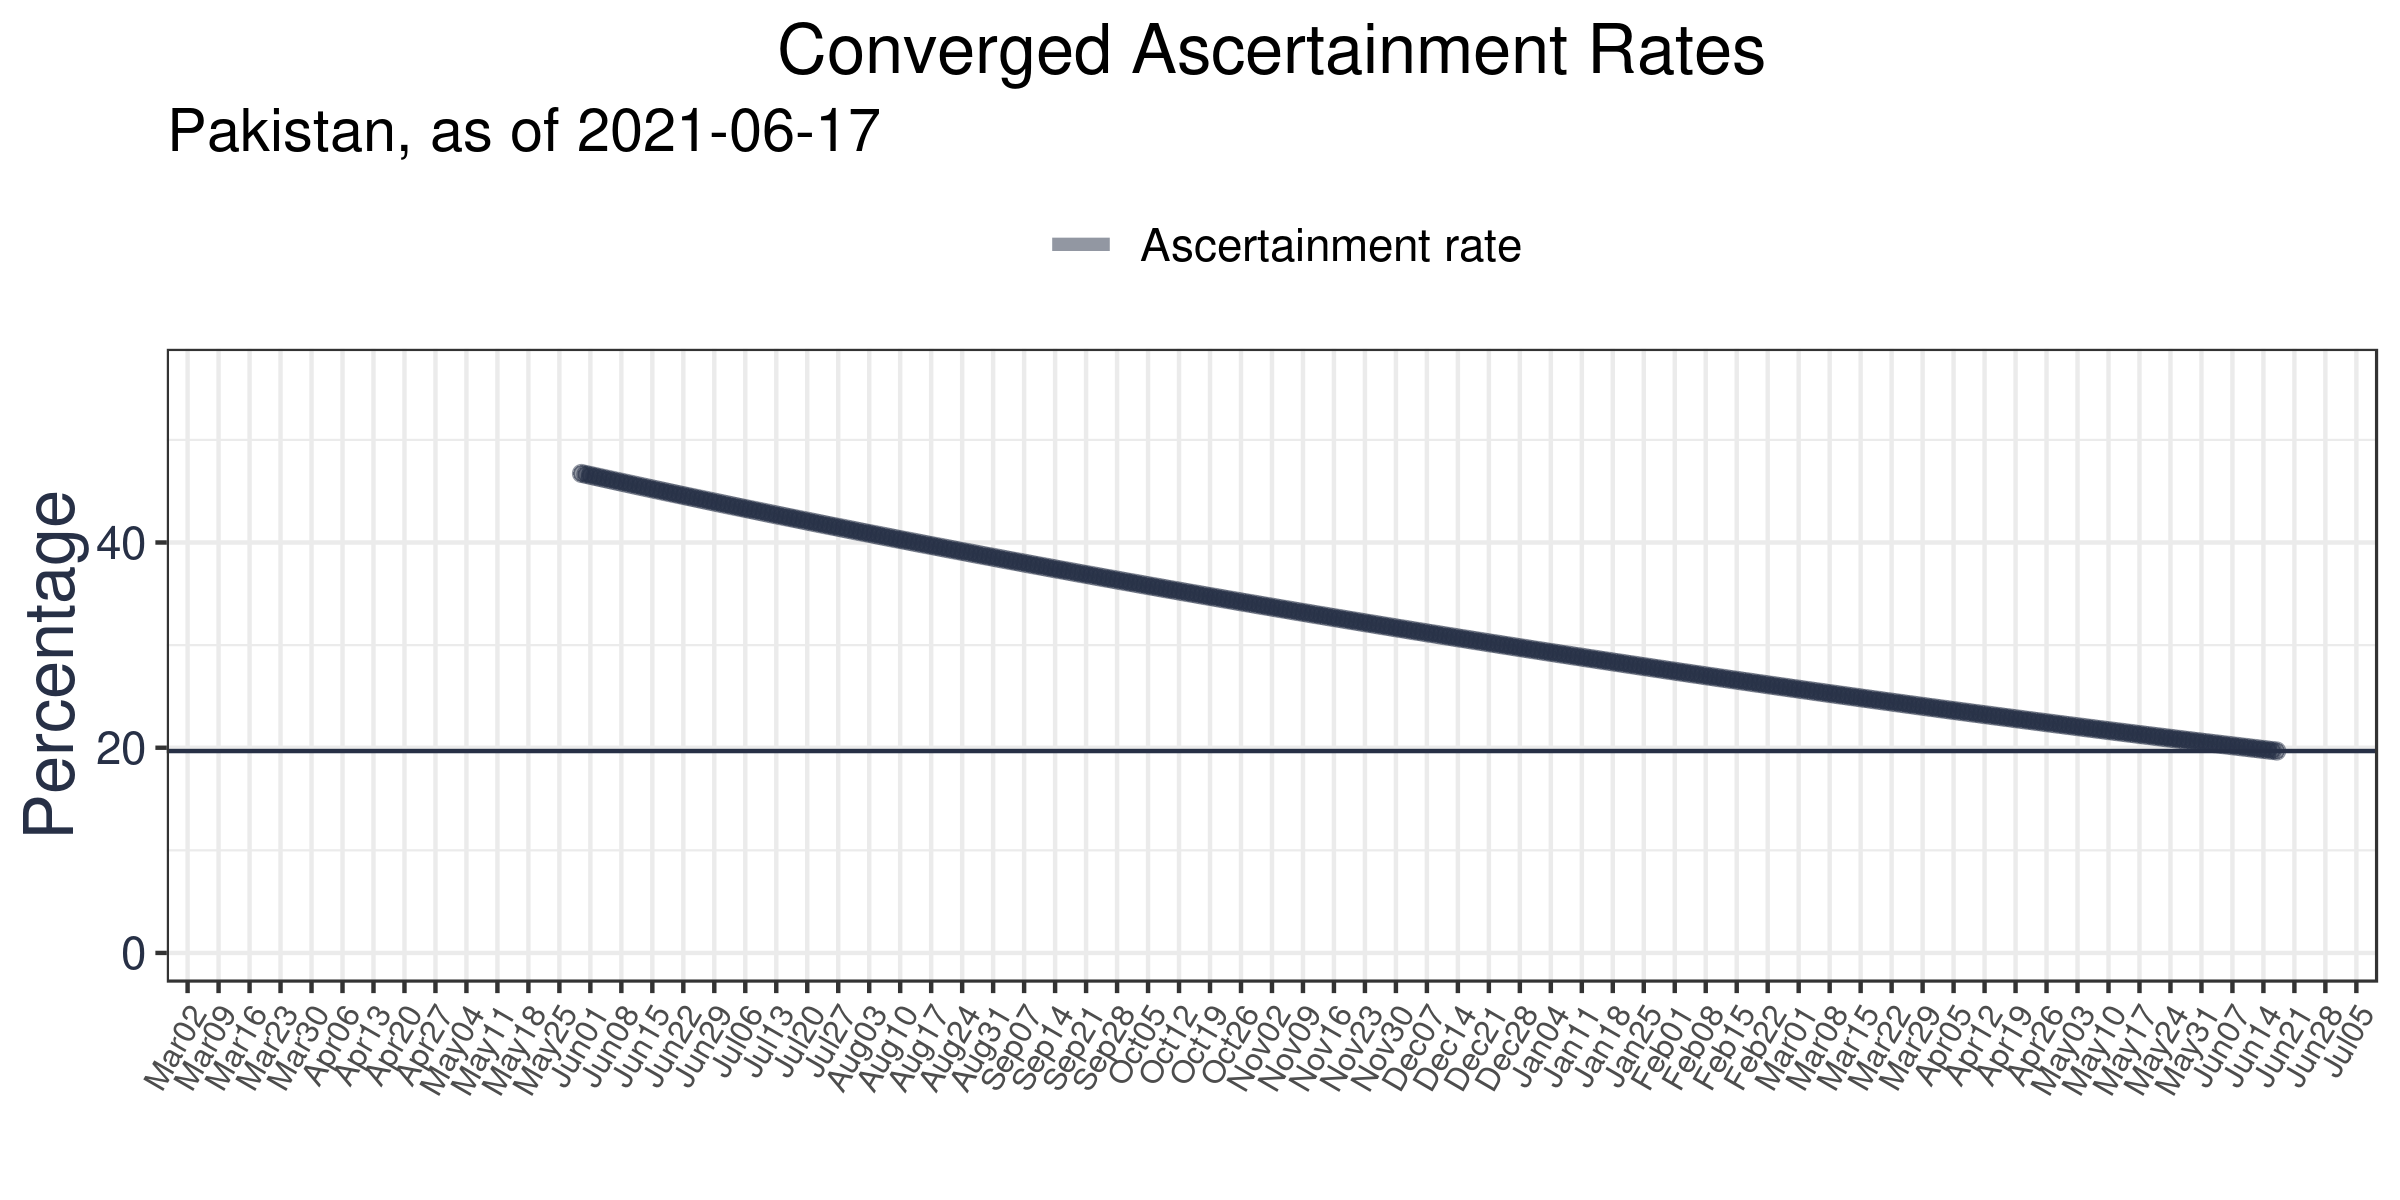 Converged Ascertainment Rates
Pakistan, as of 2021-06-17
Ascertainment rate
Percentage
40
20
0
Mar02
Mar09
Mar16
Mar23
Mar30
Apr06
Apr13
Apr20
Apr27
May04
May11
May18
May25
Jun01
Jun08
Jun15
Jun22
Jun29
Jul06
Jul13
Jul20
Jul27
Aug03
Aug10
Aug17
Aug24
Aug31
Sep07
Sep14
Sep21
Sep28
Oct05
Oct12
Oct19
Oct26
Nov02
Nov09
Nov16
Nov23
Nov30
Dec07
Dec14
Dec21
Dec28
Jan04
Jan11
Jan18
Jan25
Feb01
Feb08
Feb15
Feb22
Mar01
Mar08
Mar15
Mar22
Mar29
Apr05
Apr12
Apr19
Apr26
May03
May10
May17
May24
May31
Jun07
Jun14
Jun21
Jun28
Jul05